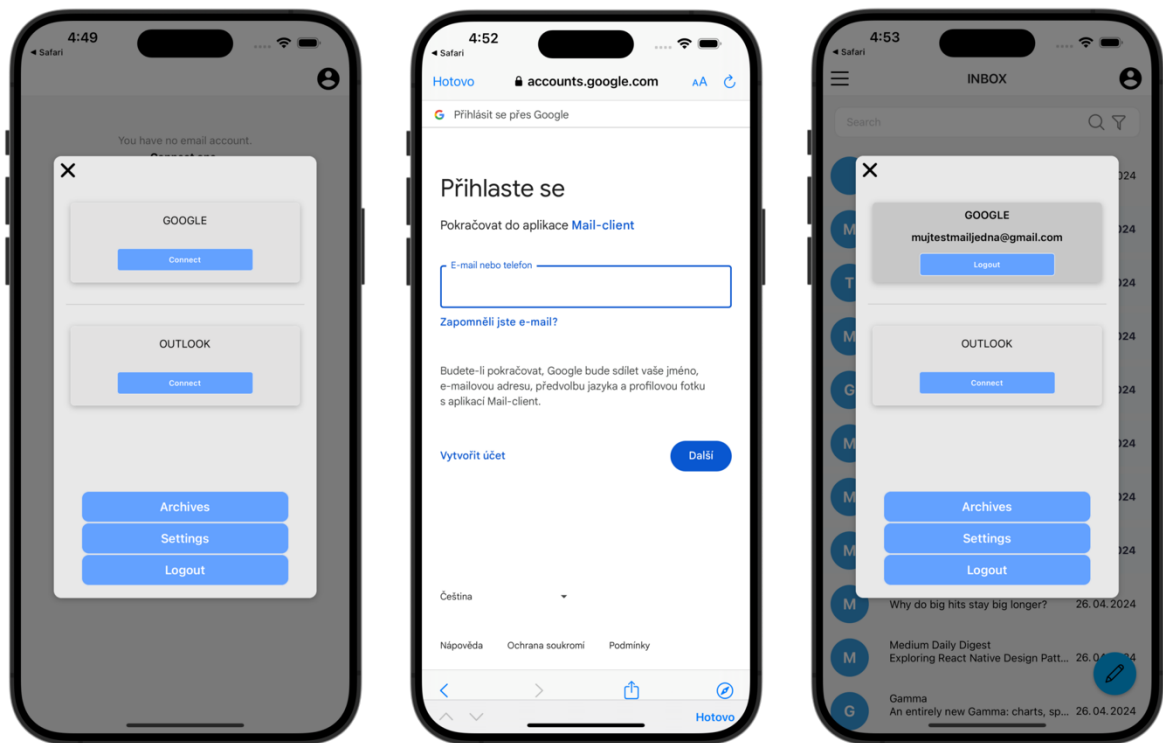 4:49
◄ Safari
You have no email account.
GOOGLE
Connect
OUTLOOK
Connect
Archives
Settings
Logout
4:52
◄ Safari
Hotovo
accounts.google.com
AA
Přihlásit se přes Google
Přihlaste se
Pokračovat do aplikace Mail-client
E-mail nebo telefon
Zapomněli jste e-mail?
Budete-li pokračovat, Google bude sdílet vaše jméno,
e-mailovou adresu, předvolbu jazyka a profilovou fotku
s aplikací Mail-client.
Vytvořit účet
Další
Čeština
Nápověda Ochrana soukromí Podmínky
Hotovo
4:53
◄ Safari
INBOX
Search
GOOGLE
mujtestmailjedna@gmail.com
Logout
OUTLOOK
Connect
Archives
Settings
Logout
M
M
T
M
G
M
M
M
M
Why do big hits stay big longer? 26.04.2024
M
Medium Daily Digest
Exploring React Native Design Patt...
G
Gamma
An entirely new Gamma: charts, sp... 26.04.2024